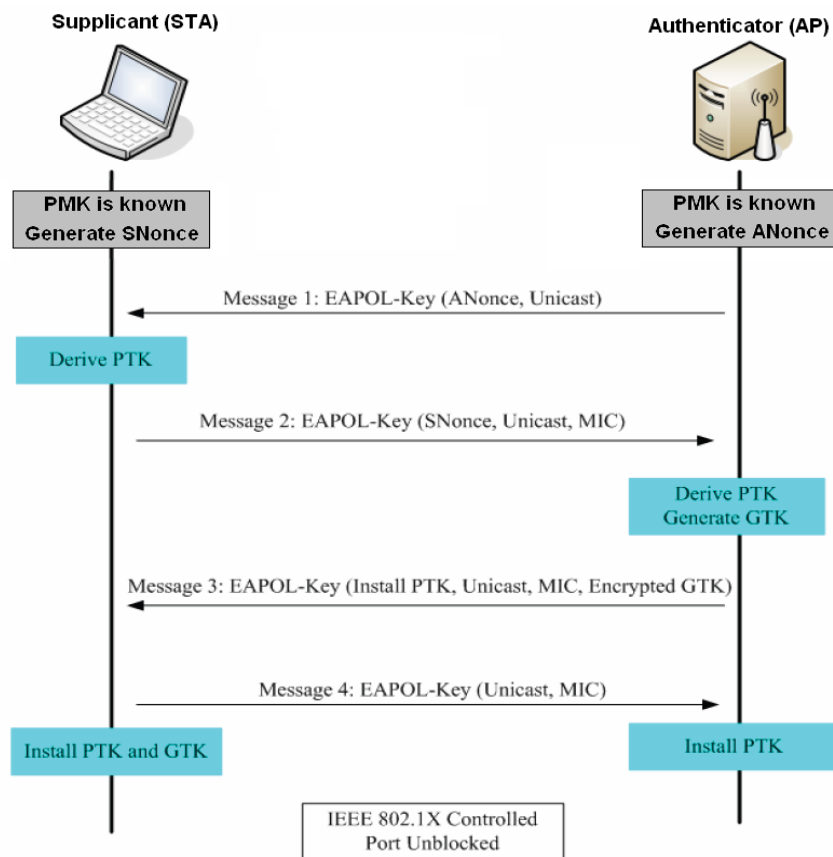 Supplicant (STA)
Authenticator (AP)
PMK is known
Generate SNonce
PMK is known
Generate ANonce
Message 1: EAPOL-Key (ANonce, Unicast)
Derive PTK
Message 2: EAPOL-Key (SNonce, Unicast, MIC)
Derive PTK
Generate GTK
Message 3: EAPOL-Key (Install PTK, Unicast, MIC, Encrypted GTK)
Message 4: EAPOL-Key (Unicast, MIC)
Install PTK and GTK
Install PTK
IEEE 802.1X Controlled
Port Unblocked